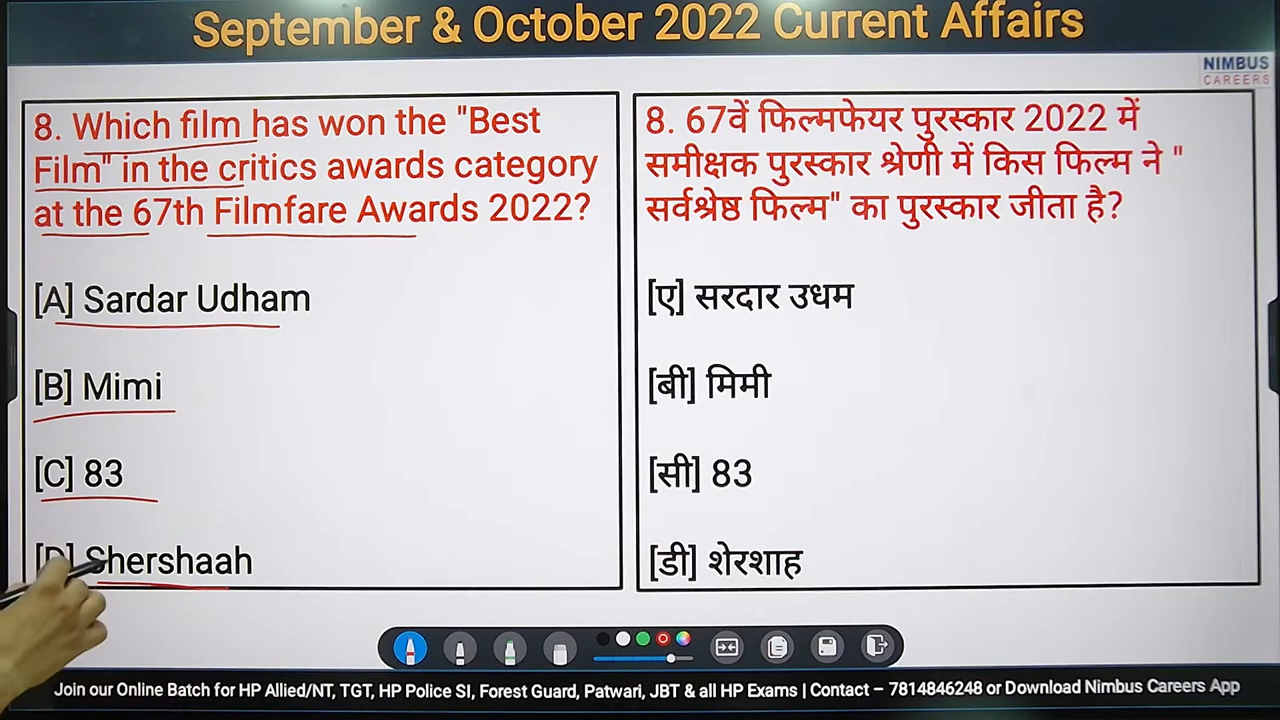 September & October 2022 Current Affairs
NIMBUS
CAREERS
8. Which film has won the "Best
Film" in the critics awards category
at the 67th Filmfare Awards 2022?
[A] Sardar Udham
[B] Mimi
[C] 83
[D] Shershaah
8. 67वें फिल्मफेयर पुरस्कार 2022 में
समीक्षक पुरस्कार श्रेणी में किस फिल्म ने "
सर्वश्रेष्ठ फिल्म" का पुरस्कार जीता है?
[ए] सरदार उधम
[बी] मिमी
[सी] 83
[डी] शेरशाह
Join our Online Batch for HP Allied/NT, TGT, HP Police SI, Forest Guard, Patwari, JBT & all HP Exams | Contact – 7814846248 or Download Nimbus Careers App